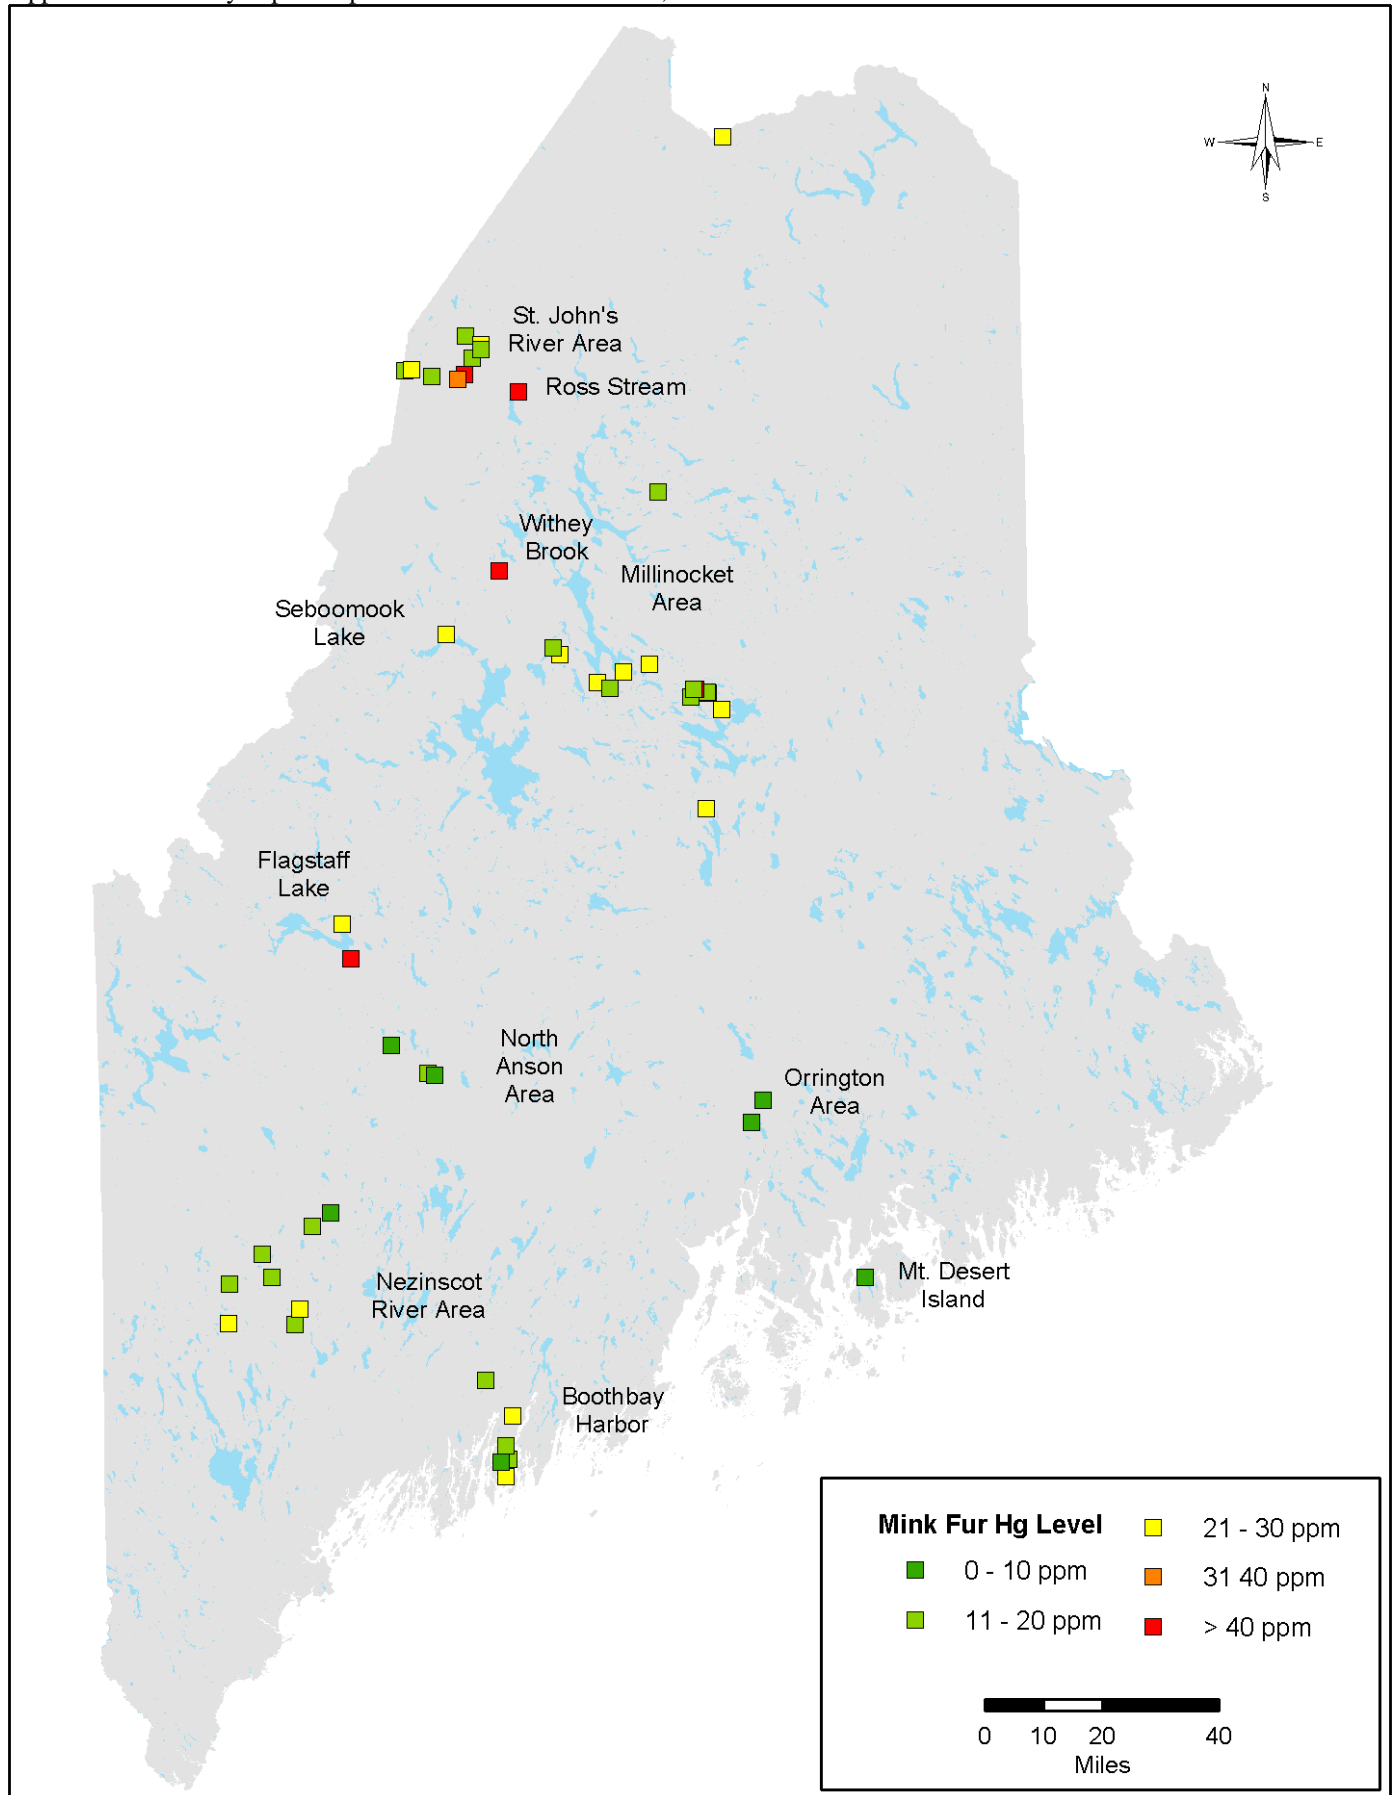 N
W E
S
St. John's
River Area
Ross Stream
Withey
Brook
Millinocket
Area
Seboomook
Lake
Flagstaff
Lake
North
Anson
Area
Orrington
Area
Mt. Desert
Island
Nezinscot
River Area
Boothbay
Harbor
Mink Fur Hg Level
0 - 10 ppm
11 - 20 ppm
21 - 30 ppm
31 40 ppm
> 40 ppm
0 10 20 40
Miles